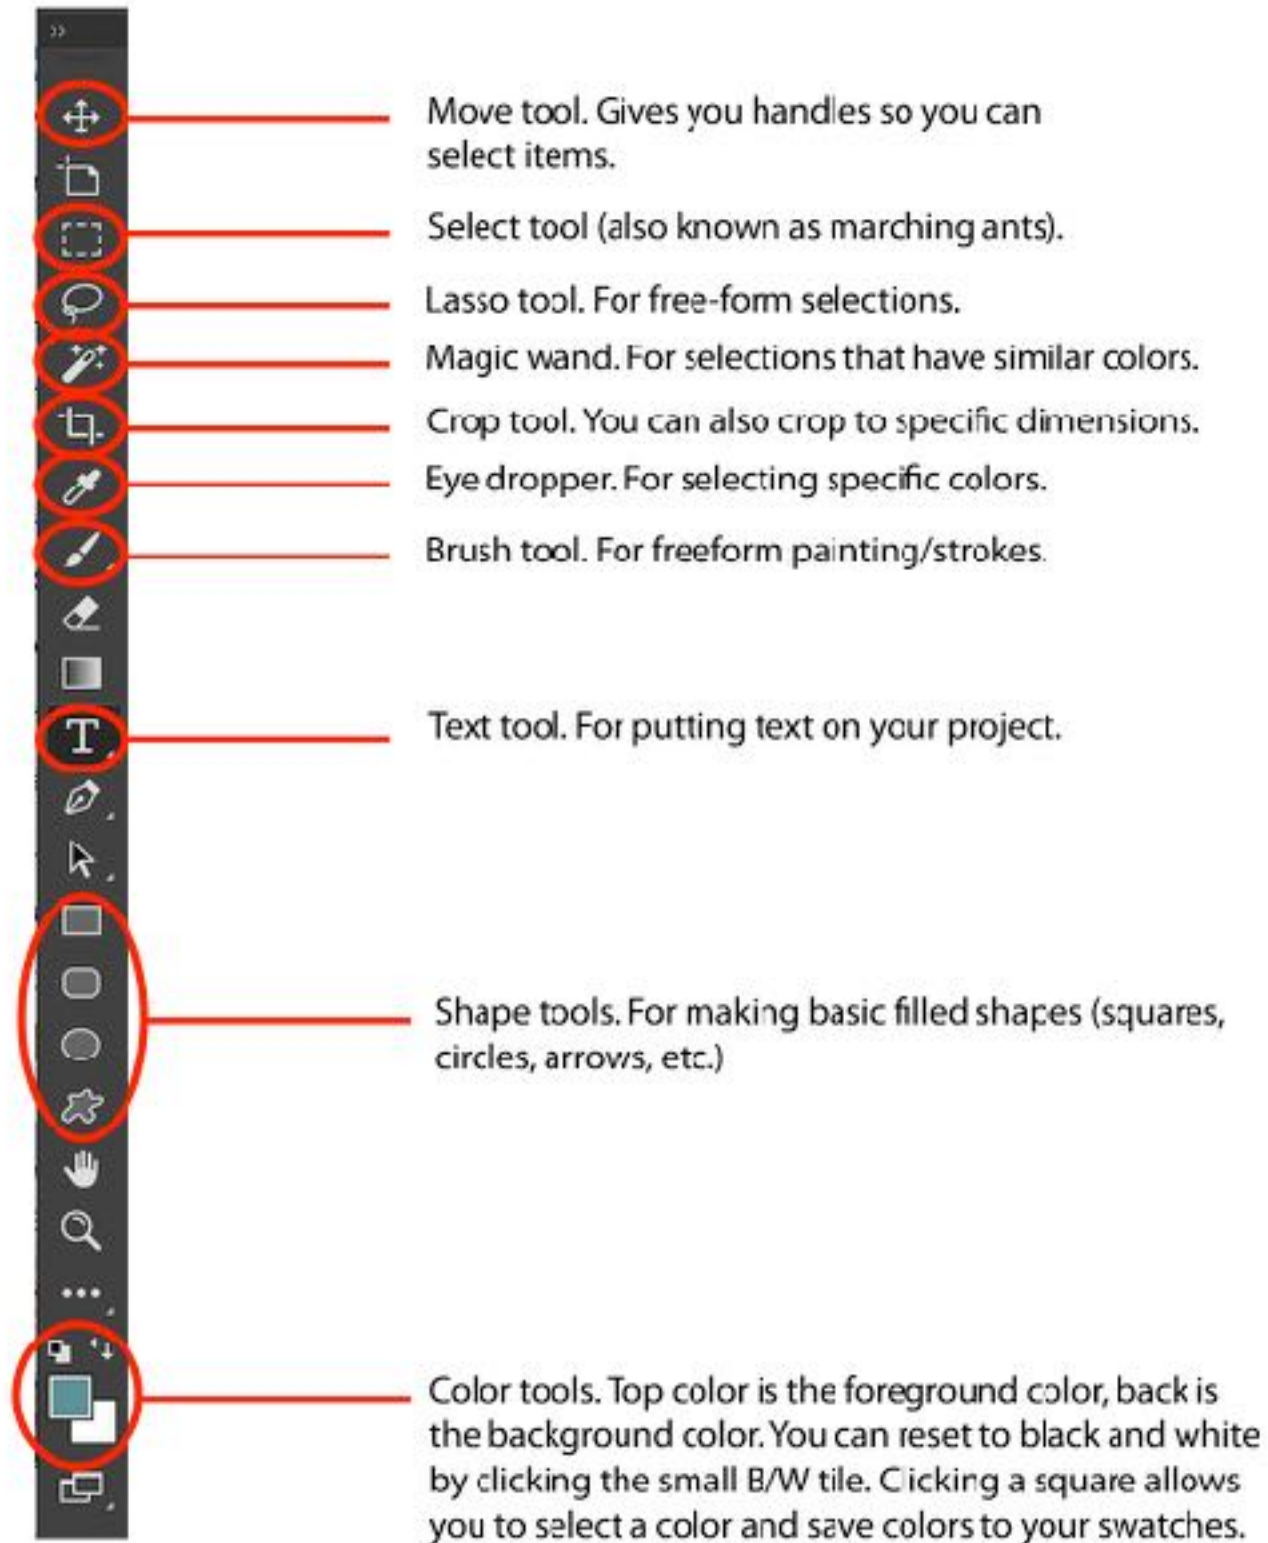 Move tool. Gives you handles so you can
select items.
Select tool (also known as marching ants).
Lasso tool. For free-form selections.
Magic wand. For selections that have similar colors.
Crop tool. You can also crop to specific dimensions.
Eye dropper. For selecting specific colors.
Brush tool. For freeform painting/strokes.
Text tool. For putting text on your project.
Shape tools. For making basic filled shapes (squares,
circles, arrows, etc.)
Color tools. Top color is the foreground color, back is
the background color. You can reset to black and white
by clicking the small B/W tile. Clicking a square allows
you to select a color and save colors to your swatches.